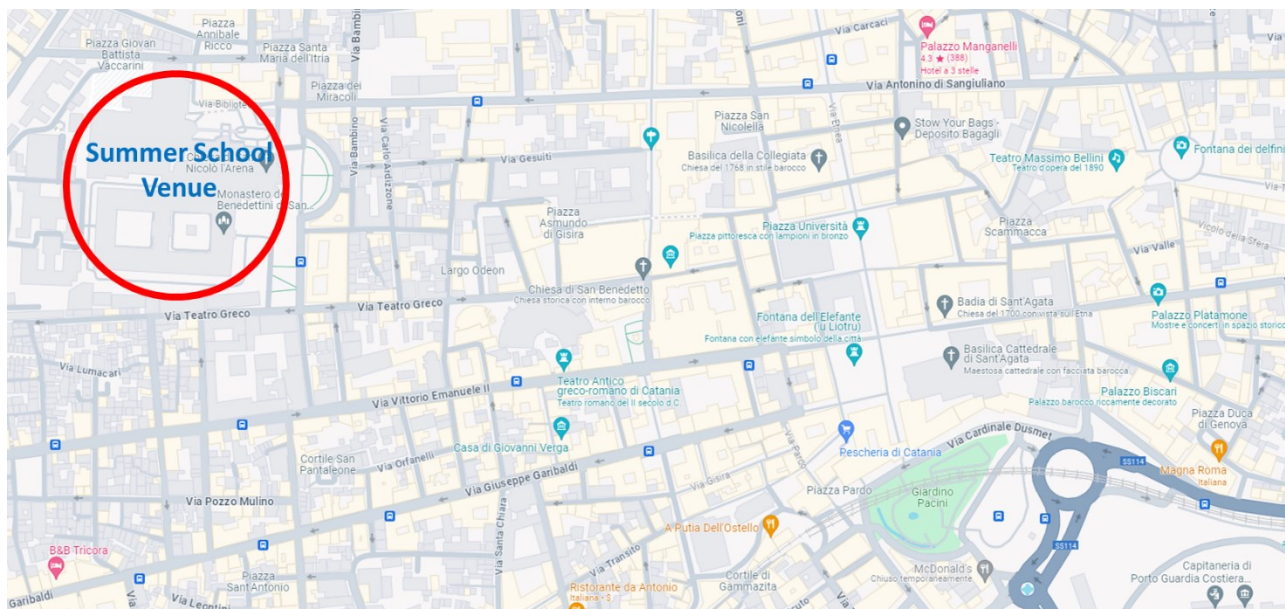 Piazza
Annibale
Riccò
Piazza Giovan
Battista
Vaccarini
Piazza Santa
Maria dell'Itria
Via Bambino
Piazza dei
Miracoli
Via Carcaci
Palazzo Manganelli
4.3 ★ (388)
Hotel a 3 stelle
Via Antonino di Sangiuliano
Via Bibliote
Summer School
Venue
Nicolò l'Arena
Monastero de
Benedettini di San...
Via Bambino
Via Carlo Ardizzone
Via Gesuiti
Piazza San
Nicolella
Via Etnea
Stow Your Bags -
Deposito Bagagli
Basilica della Collegiata
Chiesa del 1768 in stile barocco
Teatro Massimo Bellini
Teatro d'opera del 1890
Fontana dei delfini
Piazza
Asmundo
di Gisira
Piazza Università
Piazza pittoresca con lampioni in bronzo
Piazza
Scammacca
Vicolo della Sfera
Via Valle
Largo Odeon
Chiesa di San Benedetto
Chiesa storica con interno barocco
Via Teatro Greco
Via Teatro Greco
Fontana dell'Elefante
(u Liotru)
Fontana con elefante simbolo della città
Badia di Sant'Agata
Chiesa del 1700 con vista sull'Etna
Palazzo Platamone
Mostre e concerti in spazio storico
Basilica Cattedrale
di Sant'Agata
Maestosa cattedrale con facciata barocca
Via Lumacari
Teatro Antico
greco-romano di Catania
Teatro romano del II secolo d.C.
Via Vittorio Emanuele II
Palazzo Biscari
Palazzo barocco riccamente decorato
Piazza Duca
di Genova
Casa di Giovanni Verga
Pescheria di Catania
Via Cardinale Dusmet
Cortile San
Pantaleone
Via Orfanelli
Via Giuseppe Garibaldi
Via Pardo
SS114
Magna Roma
Italiana
Via Pozzo Mulino
Via Gisira
Piazza Pardo
Giardino
Pacini
Via Santa Chiara
A Putia Dell'Ostello
B&B Tricora
Via Transito
SS114
McDonald's
Chiuso temporaneamente
Capitaneria di
Porto Guardia Costiera...
Piazza
Sant'Antonio
Cortile di
Gammazita
Garibaldi
Ristorante da Antonio
Italiana · $